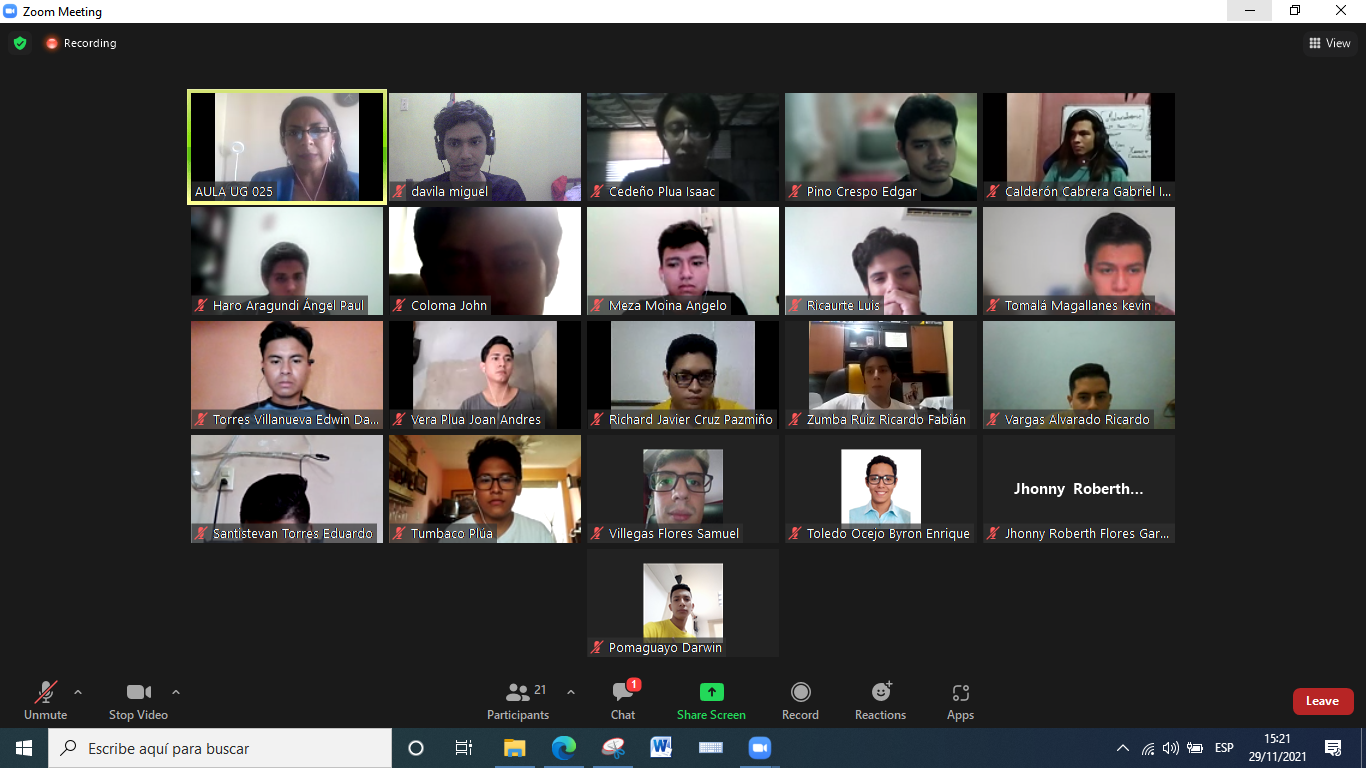 Zoom Meeting
Recording
View
AULA UG 025
davila miguel
Cedeño Plua Isaac
Pino Crespo Edgar
Calderón Cabrera Gabriel I...
Haro Aragundi Ángel Paul
Coloma John
Meza Moina Angelo
Ricaurte Luis
Tomalá Magallanes kevin
Torres Villanueva Edwin Da...
Vera Plua Joan Andres
Richard Javier Cruz Pazmiño
Zumba Ruiz Ricardo Fabián
Vargas Alvarado Ricardo
Santistevan Torres Eduardo
Tumbaco Plúa
Villegas Flores Samuel
Toledo Ocejo Byron Enrique
Jhonny Roberth...
Jhonny Roberth Flores Gar...
Pomaguayo Darwin
Unmute
Stop Video
21
Participants
1
Chat
Share Screen
Record
Reactions
Apps
Leave
Escribe aquí para buscar
W
ESP
15:21
29/11/2021